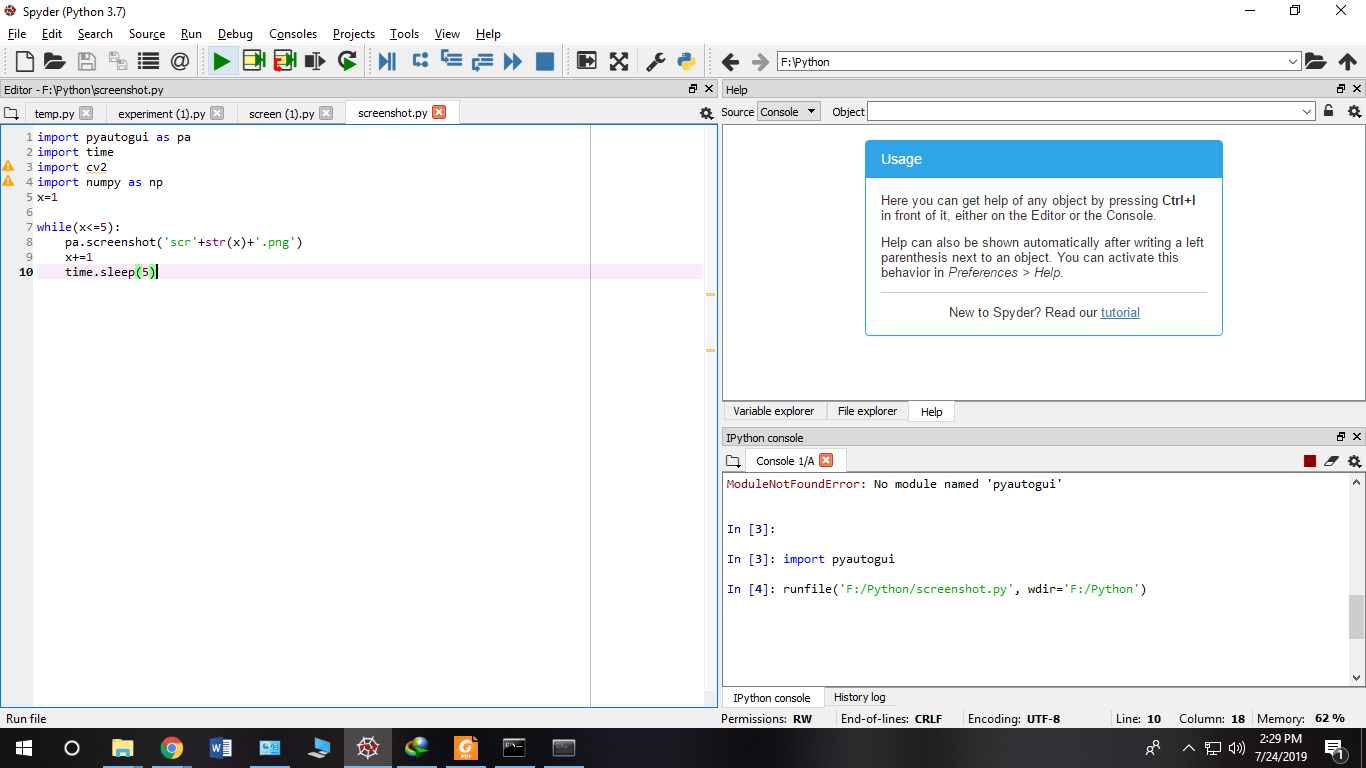 Spyder (Python 3.7)
File Edit Search Source Run Debug Consoles Projects Tools View Help
F:\Python
Editor - F:\Python\screenshot.py
temp.py experiment (1).py screen (1).py screenshot.py
1 import pyautogui as pa
2 import time
3 import cv2
4 import numpy as np
5 x=1
6
7 while(x<=5):
8 pa.screenshot('scr'+str(x)+'.png')
9 x+=1
10 time.sleep(5)
Help
Source Console Object
Usage
Here you can get help of any object by pressing Ctrl+I
in front of it, either on the Editor or the Console.
Help can also be shown automatically after writing a left
parenthesis next to an object. You can activate this
behavior in Preferences > Help.
New to Spyder? Read our tutorial
Variable explorer File explorer Help
IPython console
Console 1/A
ModuleNotFoundError: No module named 'pyautogui'
In [3]:
In [3]: import pyautogui
In [4]: runfile('F:/Python/screenshot.py', wdir='F:/Python')
IPython console History log
Run file
Permissions: RW End-of-lines: CRLF Encoding: UTF-8 Line: 10 Column: 18 Memory: 62 %
2:29 PM
7/24/2019
1